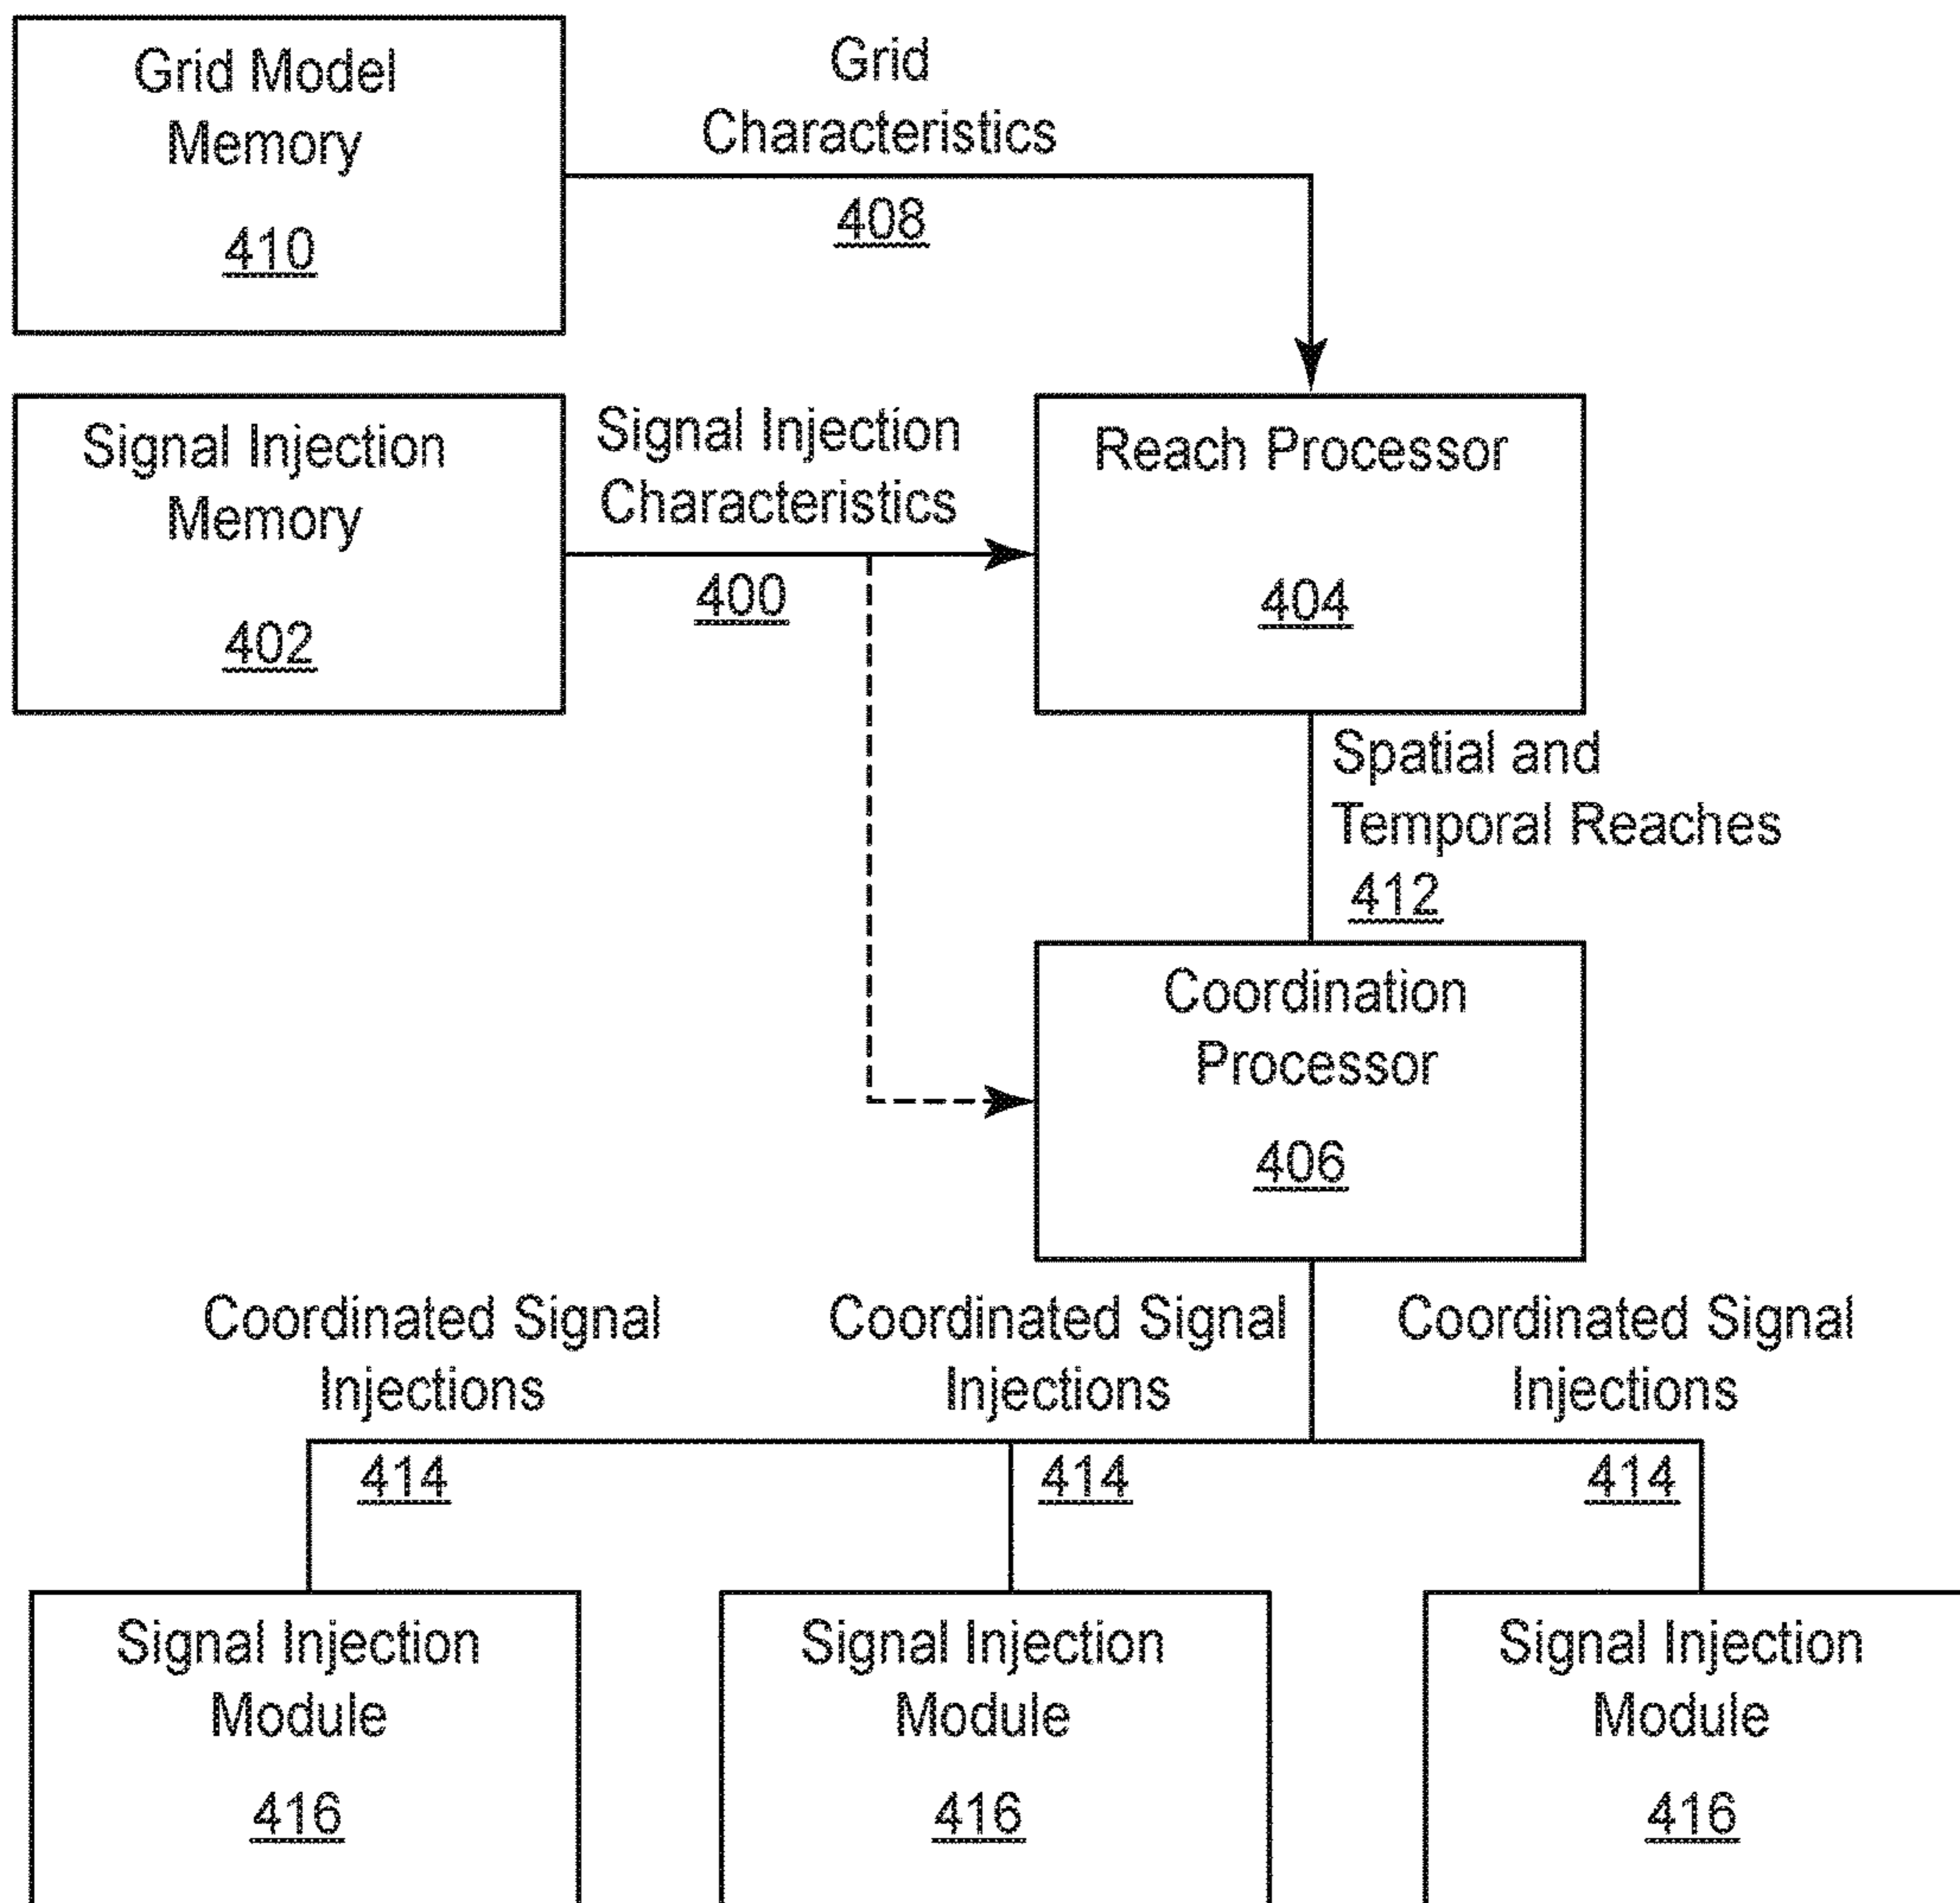 Grid Model
Memory
410
Grid
Characteristics
408
Signal Injection
Memory
402
Signal Injection
Characteristics
400
Reach Processor
404
Spatial and
Temporal Reaches
412
Coordination
Processor
406
Coordinated Signal
Injections
414
Coordinated Signal
Injections
414
Coordinated Signal
Injections
414
Signal Injection
Module
416
Signal Injection
Module
416
Signal Injection
Module
416